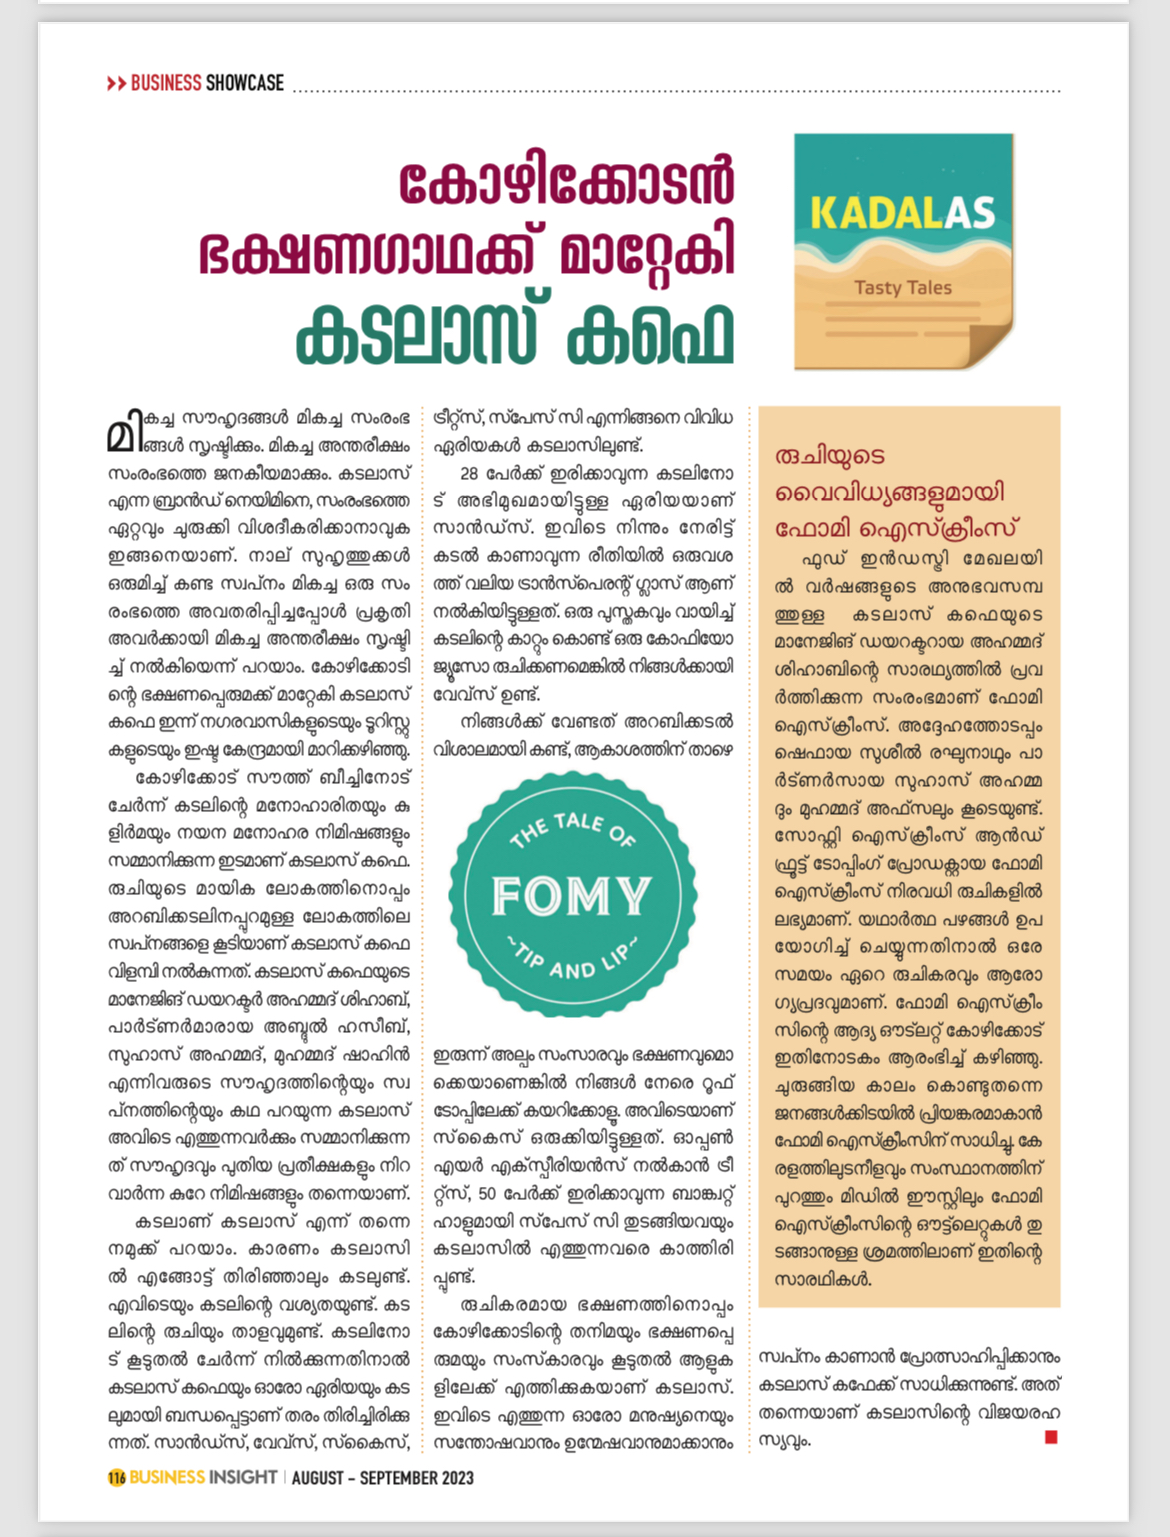 BUSINESS SHOWCASE
കോഴിക്കോടൻ
ഭക്ഷണഗാഥക്ക് മാറ്റേകി
കടലാസ് കഫെ
KADALAS
Tasty Tales
മികച്ച സൗഹൃദങ്ങൾ മികച്ച സംരംഭ
ങ്ങൾ സൃഷ്ടിക്കും. മികച്ച അന്തരീക്ഷം
സംരംഭത്തെ ജനകീയമാക്കും. കടലാസ്
എന്ന ബ്രാൻഡ് നെയിമിനെ, സംരംഭത്തെ
ഏറ്റവും ചുരുക്കി വിശദീകരിക്കാനാവുക
ഇങ്ങനെയാണ്. നാല് സുഹൃത്തുക്കൾ
ഒരുമിച്ച് കണ്ട സ്വപ്നം മികച്ച ഒരു സം
രംഭത്തെ അവതരിപ്പിച്ചപ്പോൾ പ്രകൃതി
അവർക്കായി മികച്ച അന്തരീക്ഷം സൃഷ്ടി
ച്ച് നൽകിയെന്ന് പറയാം. കോഴിക്കോടി
ന്റെ ഭക്ഷണപ്പെരുമക്ക് മാറ്റേകി കടലാസ്
കഫെ ഇന്ന് നഗരവാസികളുടെയും ടൂറിസ്റ്റു
കളുടെയും ഇഷ്ട കേന്ദ്രമായി മാറിക്കഴിഞ്ഞു.
കോഴിക്കോട് സൗത്ത് ബീച്ചിനോട്
ചേർന്ന് കടലിന്റെ മനോഹാരിതയും കു
ളിർമയും നയന മനോഹര നിമിഷങ്ങളും
സമ്മാനിക്കുന്ന ഇടമാണ് കടലാസ് കഫെ.
രുചിയുടെ മായിക ലോകത്തിനൊപ്പം
അറബിക്കടലിനപ്പുറമുള്ള ലോകത്തിലെ
സ്വപ്നങ്ങളെ കൂടിയാണ് കടലാസ് കഫെ
വിളമ്പി നൽകുന്നത്. കടലാസ് കഫെയുടെ
മാനേജിങ് ഡയറക്ടർ അഹമ്മദ് ശിഹാബ്,
പാർട്ണർമാരായ അബ്ദുൽ ഹസീബ്,
സുഹാസ് അഹമ്മദ്, മുഹമ്മദ് ഷാഹിൻ
എന്നിവരുടെ സൗഹൃദത്തിന്റെയും സ്വ
പ്നത്തിന്റെയും കഥ പറയുന്ന കടലാസ്
അവിടെ എത്തുന്നവർക്കും സമ്മാനിക്കുന്ന
ത് സൗഹൃദവും പുതിയ പ്രതീക്ഷകളും നിറ
വാർന്ന കുറേ നിമിഷങ്ങളും തന്നെയാണ്.
കടലാണ് കടലാസ് എന്ന് തന്നെ
നമുക്ക് പറയാം. കാരണം കടലാസി
ൽ എങ്ങോട്ട് തിരിഞ്ഞാലും കടലുണ്ട്.
എവിടെയും കടലിന്റെ വശ്യതയുണ്ട്. കട
ലിന്റെ രുചിയും താളവുമുണ്ട്. കടലിനോ
ട് കൂടുതൽ ചേർന്ന് നിൽക്കുന്നതിനാൽ
കടലാസ് കഫെയും ഓരോ ഏരിയയും കട
ലുമായി ബന്ധപ്പെട്ടാണ് തരം തിരിച്ചിരിക്കു
ന്നത്. സാൻഡ്സ്, വേവ്സ്, സ്കൈസ്,
ട്രീറ്റ്സ്, സ്പേസ് സി എന്നിങ്ങനെ വിവിധ
ഏരിയകൾ കടലാസിലുണ്ട്.
28 പേർക്ക് ഇരിക്കാവുന്ന കടലിനോ
ട് അഭിമുഖമായിട്ടുള്ള ഏരിയയാണ്
സാൻഡ്സ്. ഇവിടെ നിന്നും നേരിട്ട്
കടൽ കാണാവുന്ന രീതിയിൽ ഒരുവശ
ത്ത് വലിയ ട്രാൻസ്പെരന്റ് ഗ്ലാസ് ആണ്
നൽകിയിട്ടുള്ളത്. ഒരു പുസ്തകവും വായിച്ച്
കടലിന്റെ കാറ്റും കൊണ്ട് ഒരു കോഫിയോ
ജ്യൂസോ രുചിക്കണമെങ്കിൽ നിങ്ങൾക്കായി
വേവ്സ് ഉണ്ട്.
നിങ്ങൾക്ക് വേണ്ടത് അറബിക്കടൽ
വിശാലമായി കണ്ട്, ആകാശത്തിന് താഴെ
THE TALE OF
FOMY
~TIP AND LIP~
ഇരുന്ന് അല്പം സംസാരവും ഭക്ഷണവുമൊ
ക്കെയാണെങ്കിൽ നിങ്ങൾ നേരെ റൂഫ്
ടോപ്പിലേക്ക് കയറിക്കോളൂ. അവിടെയാണ്
സ്കൈസ് ഒരുക്കിയിട്ടുള്ളത്. ഓപ്പൺ
എയർ എക്സ്പീരിയൻസ് നൽകാൻ ട്രീ
റ്റ്സ്, 50 പേർക്ക് ഇരിക്കാവുന്ന ബാങ്ക്വറ്റ്
ഹാളുമായി സ്പേസ് സി തുടങ്ങിയവയും
കടലാസിൽ എത്തുന്നവരെ കാത്തിരി
പ്പുണ്ട്.
രുചികരമായ ഭക്ഷണത്തിനൊപ്പം
കോഴിക്കോടിന്റെ തനിമയും ഭക്ഷണപ്പെ
രുമയും സംസ്കാരവും കൂടുതൽ ആളുക
ളിലേക്ക് എത്തിക്കുകയാണ് കടലാസ്.
ഇവിടെ എത്തുന്ന ഓരോ മനുഷ്യനെയും
സന്തോഷവാനും ഉന്മേഷവാനുമാക്കാനും
രുചിയുടെ
വൈവിധ്യങ്ങളുമായി
ഫോമി ഐസ്ക്രീംസ്
ഫുഡ് ഇൻഡസ്ട്രി മേഖലയി
ൽ വർഷങ്ങളുടെ അനുഭവസമ്പ
ത്തുള്ള കടലാസ് കഫെയുടെ
മാനേജിങ് ഡയറക്ടറായ അഹമ്മദ്
ശിഹാബിന്റെ സാരഥ്യത്തിൽ പ്രവ
ർത്തിക്കുന്ന സംരംഭമാണ് ഫോമി
ഐസ്ക്രീംസ്. അദ്ദേഹത്തോടപ്പം
ഷെഫായ സുശീൽ രഘുനാഥും പാ
ർട്ണർസായ സുഹാസ് അഹമ്മ
ദും മുഹമ്മദ് അഫ്സലും കൂടെയുണ്ട്.
സോഫ്റ്റി ഐസ്ക്രീംസ് ആൻഡ്
ഫ്രൂട്ട് ടോപ്പിംഗ് പ്രോഡക്റ്റായ ഫോമി
ഐസ്ക്രീംസ് നിരവധി രുചികളിൽ
ലഭ്യമാണ്. യഥാർത്ഥ പഴങ്ങൾ ഉപ
യോഗിച്ച് ചെയ്യുന്നതിനാൽ ഒരേ
സമയം ഏറെ രുചികരവും ആരോ
ഗ്യപ്രദവുമാണ്. ഫോമി ഐസ്ക്രീം
സിന്റെ ആദ്യ ഔട്ലറ്റ് കോഴിക്കോട്
ഇതിനോടകം ആരംഭിച്ച് കഴിഞ്ഞു.
ചുരുങ്ങിയ കാലം കൊണ്ടുതന്നെ
ജനങ്ങൾക്കിടയിൽ പ്രിയങ്കരമാകാൻ
ഫോമി ഐസ്ക്രീംസിന് സാധിച്ചു. കേ
രളത്തിലുടനീളവും സംസ്ഥാനത്തിന്
പുറത്തും മിഡിൽ ഈസ്റ്റിലും ഫോമി
ഐസ്ക്രീംസിന്റെ ഔട്ട്ലെറ്റുകൾ തു
ടങ്ങാനുള്ള ശ്രമത്തിലാണ് ഇതിന്റെ
സാരഥികൾ.
സ്വപ്നം കാണാൻ പ്രോത്സാഹിപ്പിക്കാനും
കടലാസ് കഫേക്ക് സാധിക്കുന്നുണ്ട്. അത്
തന്നെയാണ് കടലാസിന്റെ വിജയരഹ
സ്യവും.
116 BUSINESS INSIGHT | AUGUST - SEPTEMBER 2023